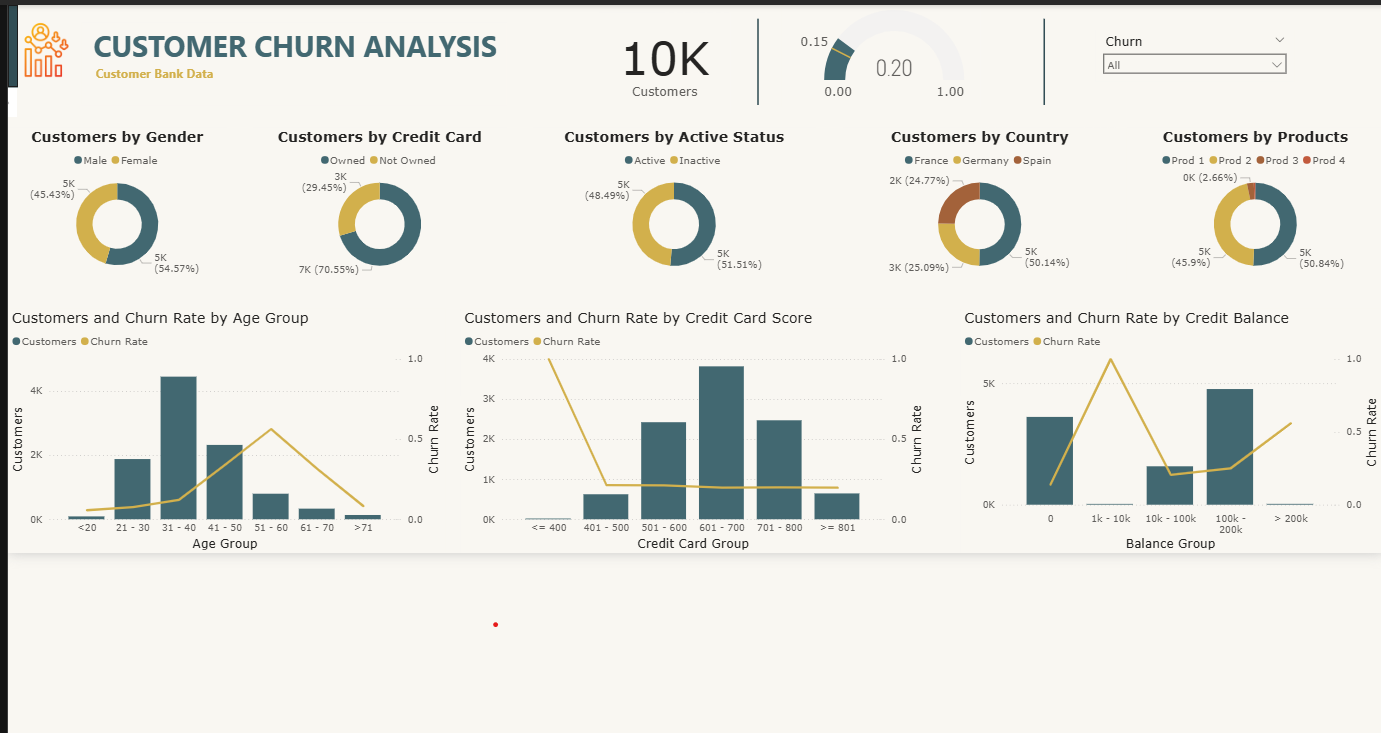 CUSTOMER CHURN ANALYSIS
Customer Bank Data
10K
Customers
0.15
0.20
0.00
1.00
Churn
All
Customers by Gender
Male Female
5K
(45.43%)
5K
(54.57%)
Customers by Credit Card
Owned Not Owned
3K
(29.45%)
7K (70.55%)
Customers by Active Status
Active Inactive
5K
(48.49%)
5K
(51.51%)
Customers by Country
France Germany Spain
2K (24.77%)
3K (25.09%)
5K
(50.14%)
Customers by Products
Prod 1 Prod 2 Prod 3 Prod 4
0K (2.66%)
5K
(45.9%)
5K
(50.84%)
Customers and Churn Rate by Age Group
Customers Churn Rate
4K
2K
0K
Customers
1.0
0.5
0.0
Churn Rate
<20 21 - 30 31 - 40 41 - 50 51 - 60 61 - 70 >71
Age Group
Customers and Churn Rate by Credit Card Score
Customers Churn Rate
4K
3K
2K
1K
0K
Customers
1.0
0.5
0.0
Churn Rate
<= 400 401 - 500 501 - 600 601 - 700 701 - 800 >= 801
Credit Card Group
Customers and Churn Rate by Credit Balance
Customers Churn Rate
5K
0K
Customers
1.0
0.5
0.0
Churn Rate
0 1k - 10k 10k - 100k 100k - > 200k
200k
Balance Group